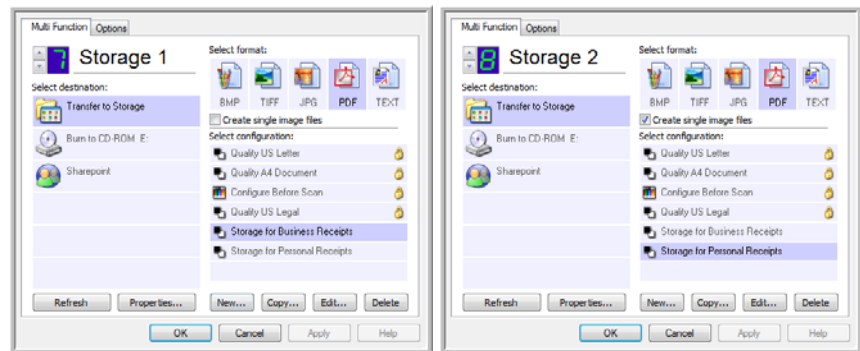 Multi Function Options
7 Storage 1
Select format:
BMP TIFF JPG PDF TEXT
Select destination:
Transfer to Storage
Burn to CD-ROM E:
Sharepoint
Create single image files
Select configuration:
Quality US Letter
Quality A4 Document
Configure Before Scan
Quality US Legal
Storage for Business Receipts
Storage for Personal Receipts
Refresh Properties... New... Copy... Edit... Delete
OK Cancel Apply Help
Multi Function Options
8 Storage 2
Select format:
BMP TIFF JPG PDF TEXT
Select destination:
Transfer to Storage
Burn to CD-ROM E:
Sharepoint
Create single image files
Select configuration:
Quality US Letter
Quality A4 Document
Configure Before Scan
Quality US Legal
Storage for Business Receipts
Storage for Personal Receipts
Refresh Properties... New... Copy... Edit... Delete
OK Cancel Apply Help